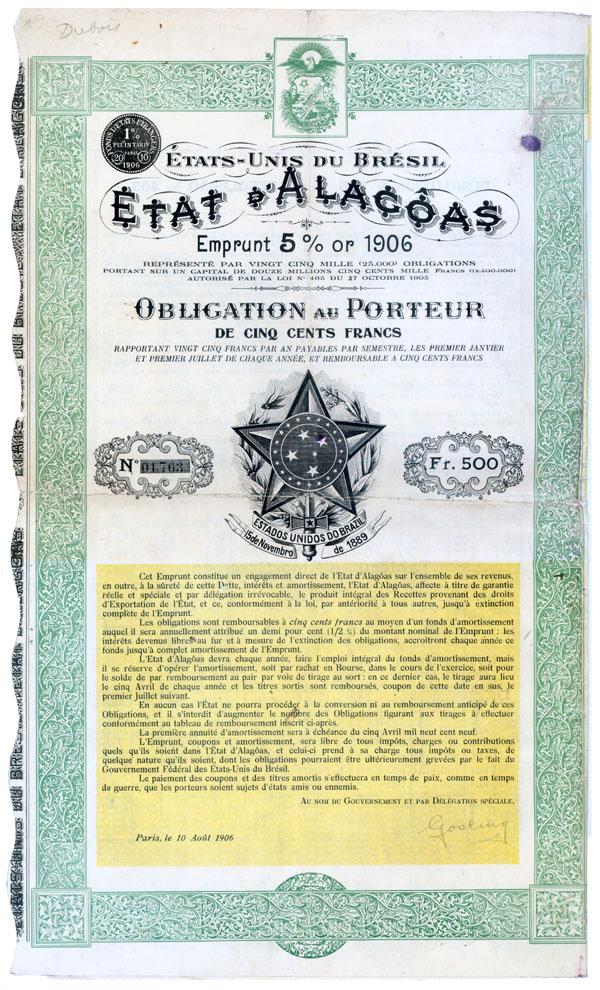 Dubois
FONDS D'ETATS ETRANGERS
1%
PLEIN TARIF
PARIS
20 10
1906
ÉTATS-UNIS DU BRÉSIL
ÉTAT D'ALAGÔAS
Emprunt 5% or 1906
REPRÉSENTÉ PAR VINGT CINQ MILLE (25.000) OBLIGATIONS
PORTANT SUR UN CAPITAL DE DOUZE MILLIONS CINQ CENTS MILLE Francs (12.500.000)
AUTORISÉ PAR LA LOI N° 465 DU 27 OCTOBRE 1905
OBLIGATION AU PORTEUR
DE CINQ CENTS FRANCS
RAPPORTANT VINGT CINQ FRANCS PAR AN PAYABLES PAR SEMESTRE, LES PREMIER JANVIER
ET PREMIER JUILLET DE CHAQUE ANNÉE, ET REMBOURSABLE A CINQ CENTS FRANCS
N° 04,763
Fr. 500
ESTADOS UNIDOS DO BRAZIL
15 de Novembro de 1889
Cet Emprunt constitue un engagement direct de l'Etat d'Alagôas sur l'ensemble de ses revenus,
en outre, à la sûreté de cette Dette, intérêts et amortissement, l'Etat d'Alagôas, affecte à titre de garantie
réelle et spéciale et par délégation irrévocable, le produit intégral des Recettes provenant des droits
d'Exportation de l'État, et ce, conformément à la loi, par antériorité à tous autres, jusqu'à extinction
complète de l'Emprunt.
Les obligations sont remboursables à cinq cents francs au moyen d'un fonds d'amortissement
auquel il sera annuellement attribué un demi pour cent (1/2 %) du montant nominal de l'Emprunt : les
intérêts devenus libres au fur et à mesure de l'extinction des obligations, accroîtront chaque année ce
fonds jusqu'à complet amortissement de l'Emprunt.
L'Etat d'Alagôas devra chaque année, faire l'emploi intégral du fonds d'amortissement, mais
il se réserve d'opérer l'amortissement, soit par rachat en Bourse, dans le cours de l'exercice, soit pour
le solde de par remboursement au pair par voie de tirage au sort : en ce dernier cas, le tirage aura lieu
le cinq Avril de chaque année et les titres sortis sont remboursés, coupon de cette date en sus, le
premier Juillet suivant.
En aucun cas l'État ne pourra procéder à la conversion ni au remboursement anticipé de ces
Obligations, et il s'interdit d'augmenter le nombre des Obligations figurant aux tirages à effectuer
conformément au tableau de remboursement inscrit ci-après.
La première annuité d'amortissement sera à échéance du cinq Avril mil neuf cent neuf.
L'Emprunt, coupons et amortissement, sera libre de tous impôts, charges ou contributions
quels qu'ils soient dans l'État d'Alagôas, et celui-ci prend à sa charge tous impôts ou taxes, de
quelque nature qu'ils soient, dont les obligations pourraient être ultérieurement grevées par le fait du
Gouvernement Fédéral des États-Unis du Brésil.
Le paiement des coupons et des titres amortis s'effectuera en temps de paix, comme en temps
de guerre, que les porteurs soient sujets d'états amis ou ennemis.
AU NOM DU GOUVERNEMENT ET PAR DÉLÉGATION SPÉCIALE,
Gosling
Paris, le 10 Août 1906